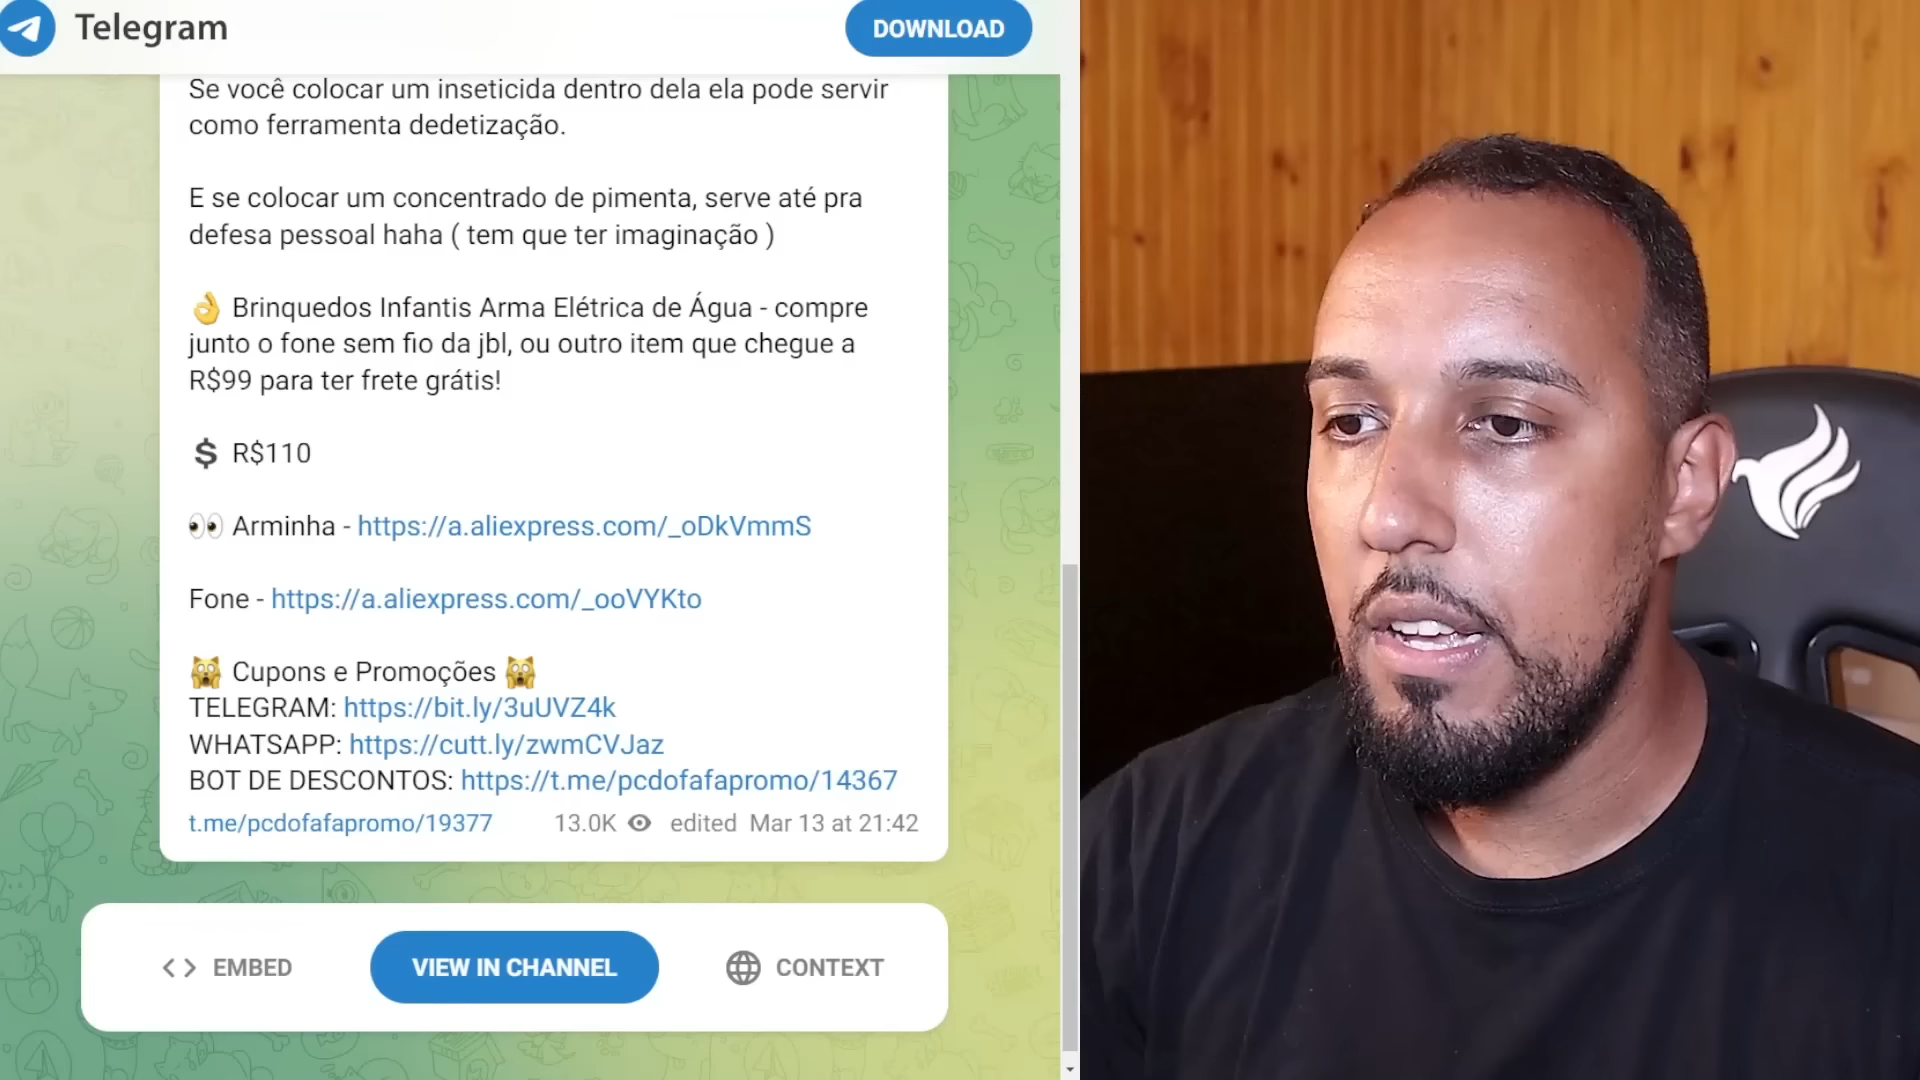 Telegram
DOWNLOAD
Se você colocar um inseticida dentro dela ela pode servir
como ferramenta dedetização.
E se colocar um concentrado de pimenta, serve até pra
defesa pessoal haha ( tem que ter imaginação )
👌 Brinquedos Infantis Arma Elétrica de Água - compre
junto o fone sem fio da jbl, ou outro item que chegue a
R$99 para ter frete grátis!
💲 R$110
👀 Arminha - https://a.aliexpress.com/_oDkVmmS
Fone - https://a.aliexpress.com/_ooVYKto
🙀 Cupons e Promoções 🙀
TELEGRAM: https://bit.ly/3uUVZ4k
WHATSAPP: https://cutt.ly/zwmCVJaz
BOT DE DESCONTOS: https://t.me/pcdofafapromo/14367
t.me/pcdofafapromo/19377 13.0K edited Mar 13 at 21:42
EMBED
VIEW IN CHANNEL
CONTEXT